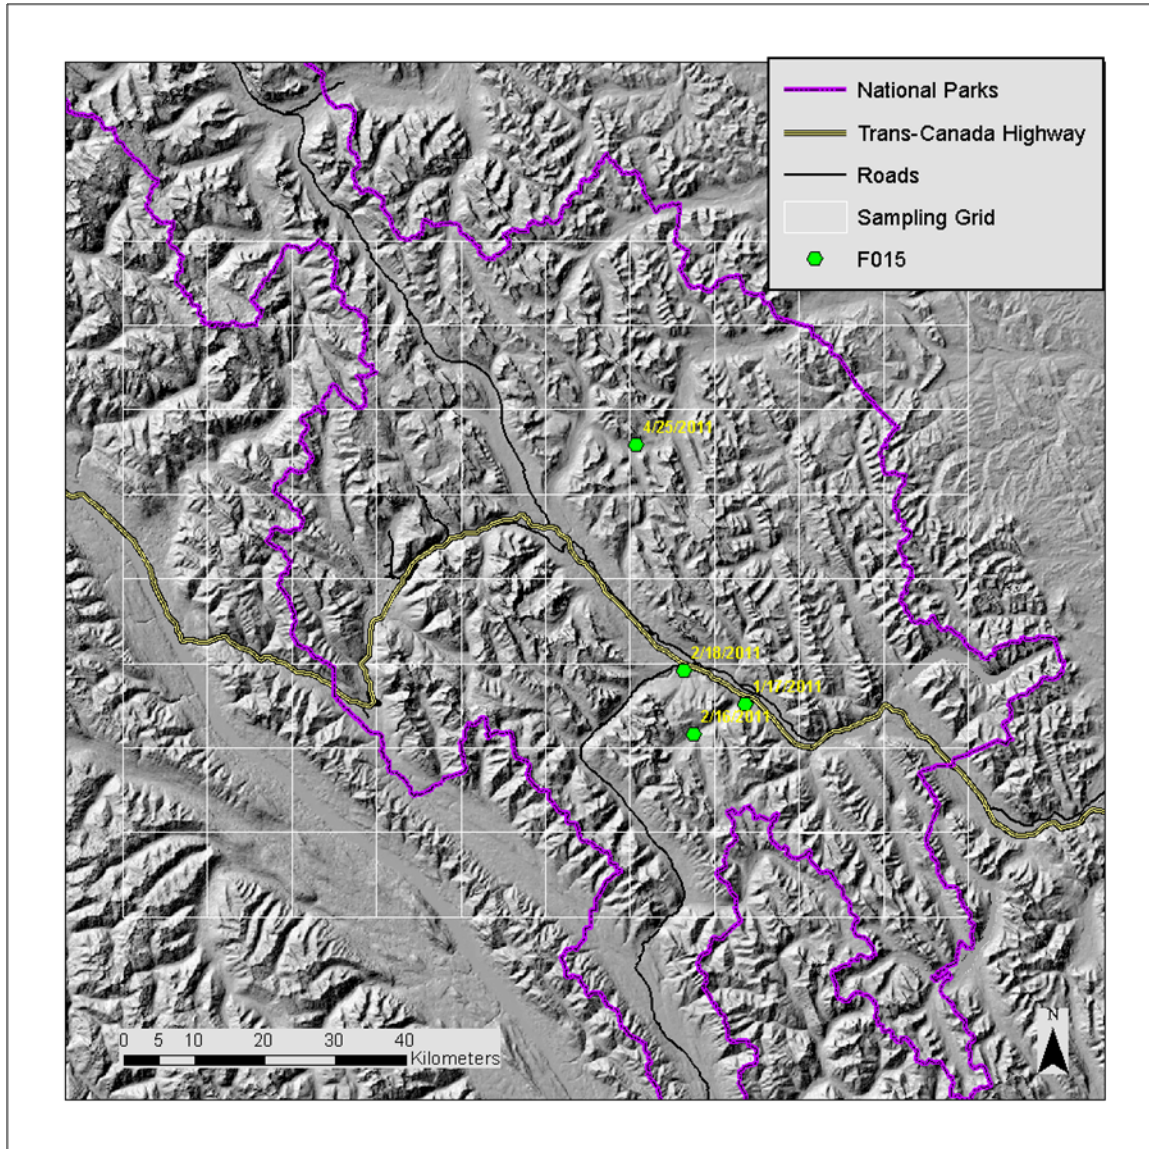 National Parks
Trans-Canada Highway
Roads
Sampling Grid
F015
4/25/2011
2/18/2011
1/17/2011
2/16/2011
N
0 5 10 20 30 40
Kilometers